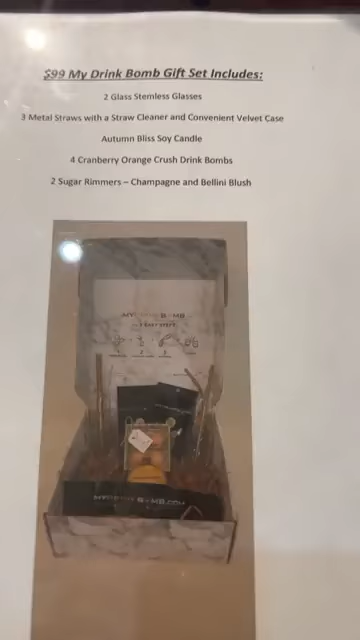 $99 My Drink Bomb Gift Set Includes:
2 Glass Stemless Glasses
3 Metal Straws with a Straw Cleaner and Convenient Velvet Case
Autumn Bliss Soy Candle
4 Cranberry Orange Crush Drink Bombs
2 Sugar Rimmers – Champagne and Bellini Blush